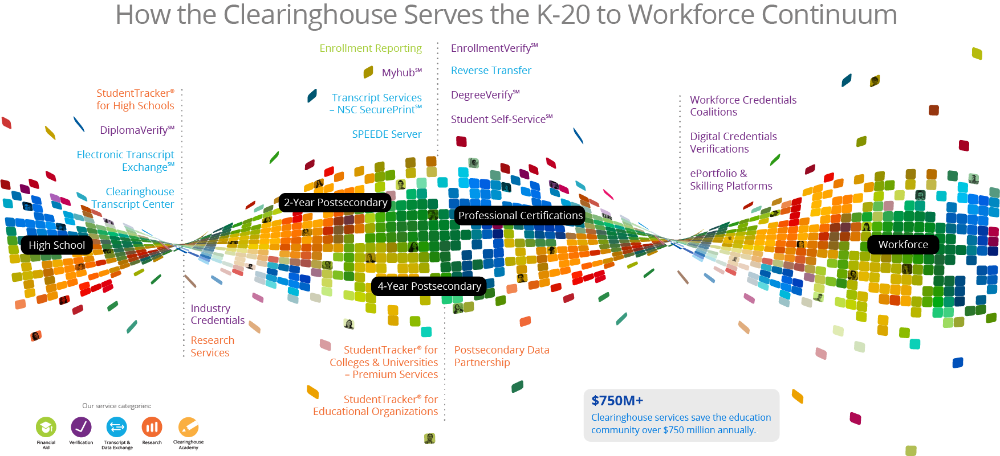 How the Clearinghouse Serves the K-20 to Workforce Continuum
StudentTracker®
for High Schools
DiplomaVerify℠
Electronic Transcript
Exchange℠
Clearinghouse
Transcript Center
Enrollment Reporting
Myhub℠
Transcript Services
– NSC SecurePrint℠
SPEEDE Server
EnrollmentVerify℠
Reverse Transfer
DegreeVerify℠
Student Self-Service℠
Workforce Credentials
Coalitions
Digital Credentials
Verifications
ePortfolio &
Skilling Platforms
High School
2-Year Postsecondary
Professional Certifications
4-Year Postsecondary
Workforce
Industry
Credentials
Research
Services
StudentTracker® for
Colleges & Universities
– Premium Services
StudentTracker® for
Educational Organizations
Postsecondary Data
Partnership
$750M+
Clearinghouse services save the education
community over $750 million annually.
Our service categories:
Financial
Aid
Verification
Transcript &
Data Exchange
Research
Clearinghouse
Academy